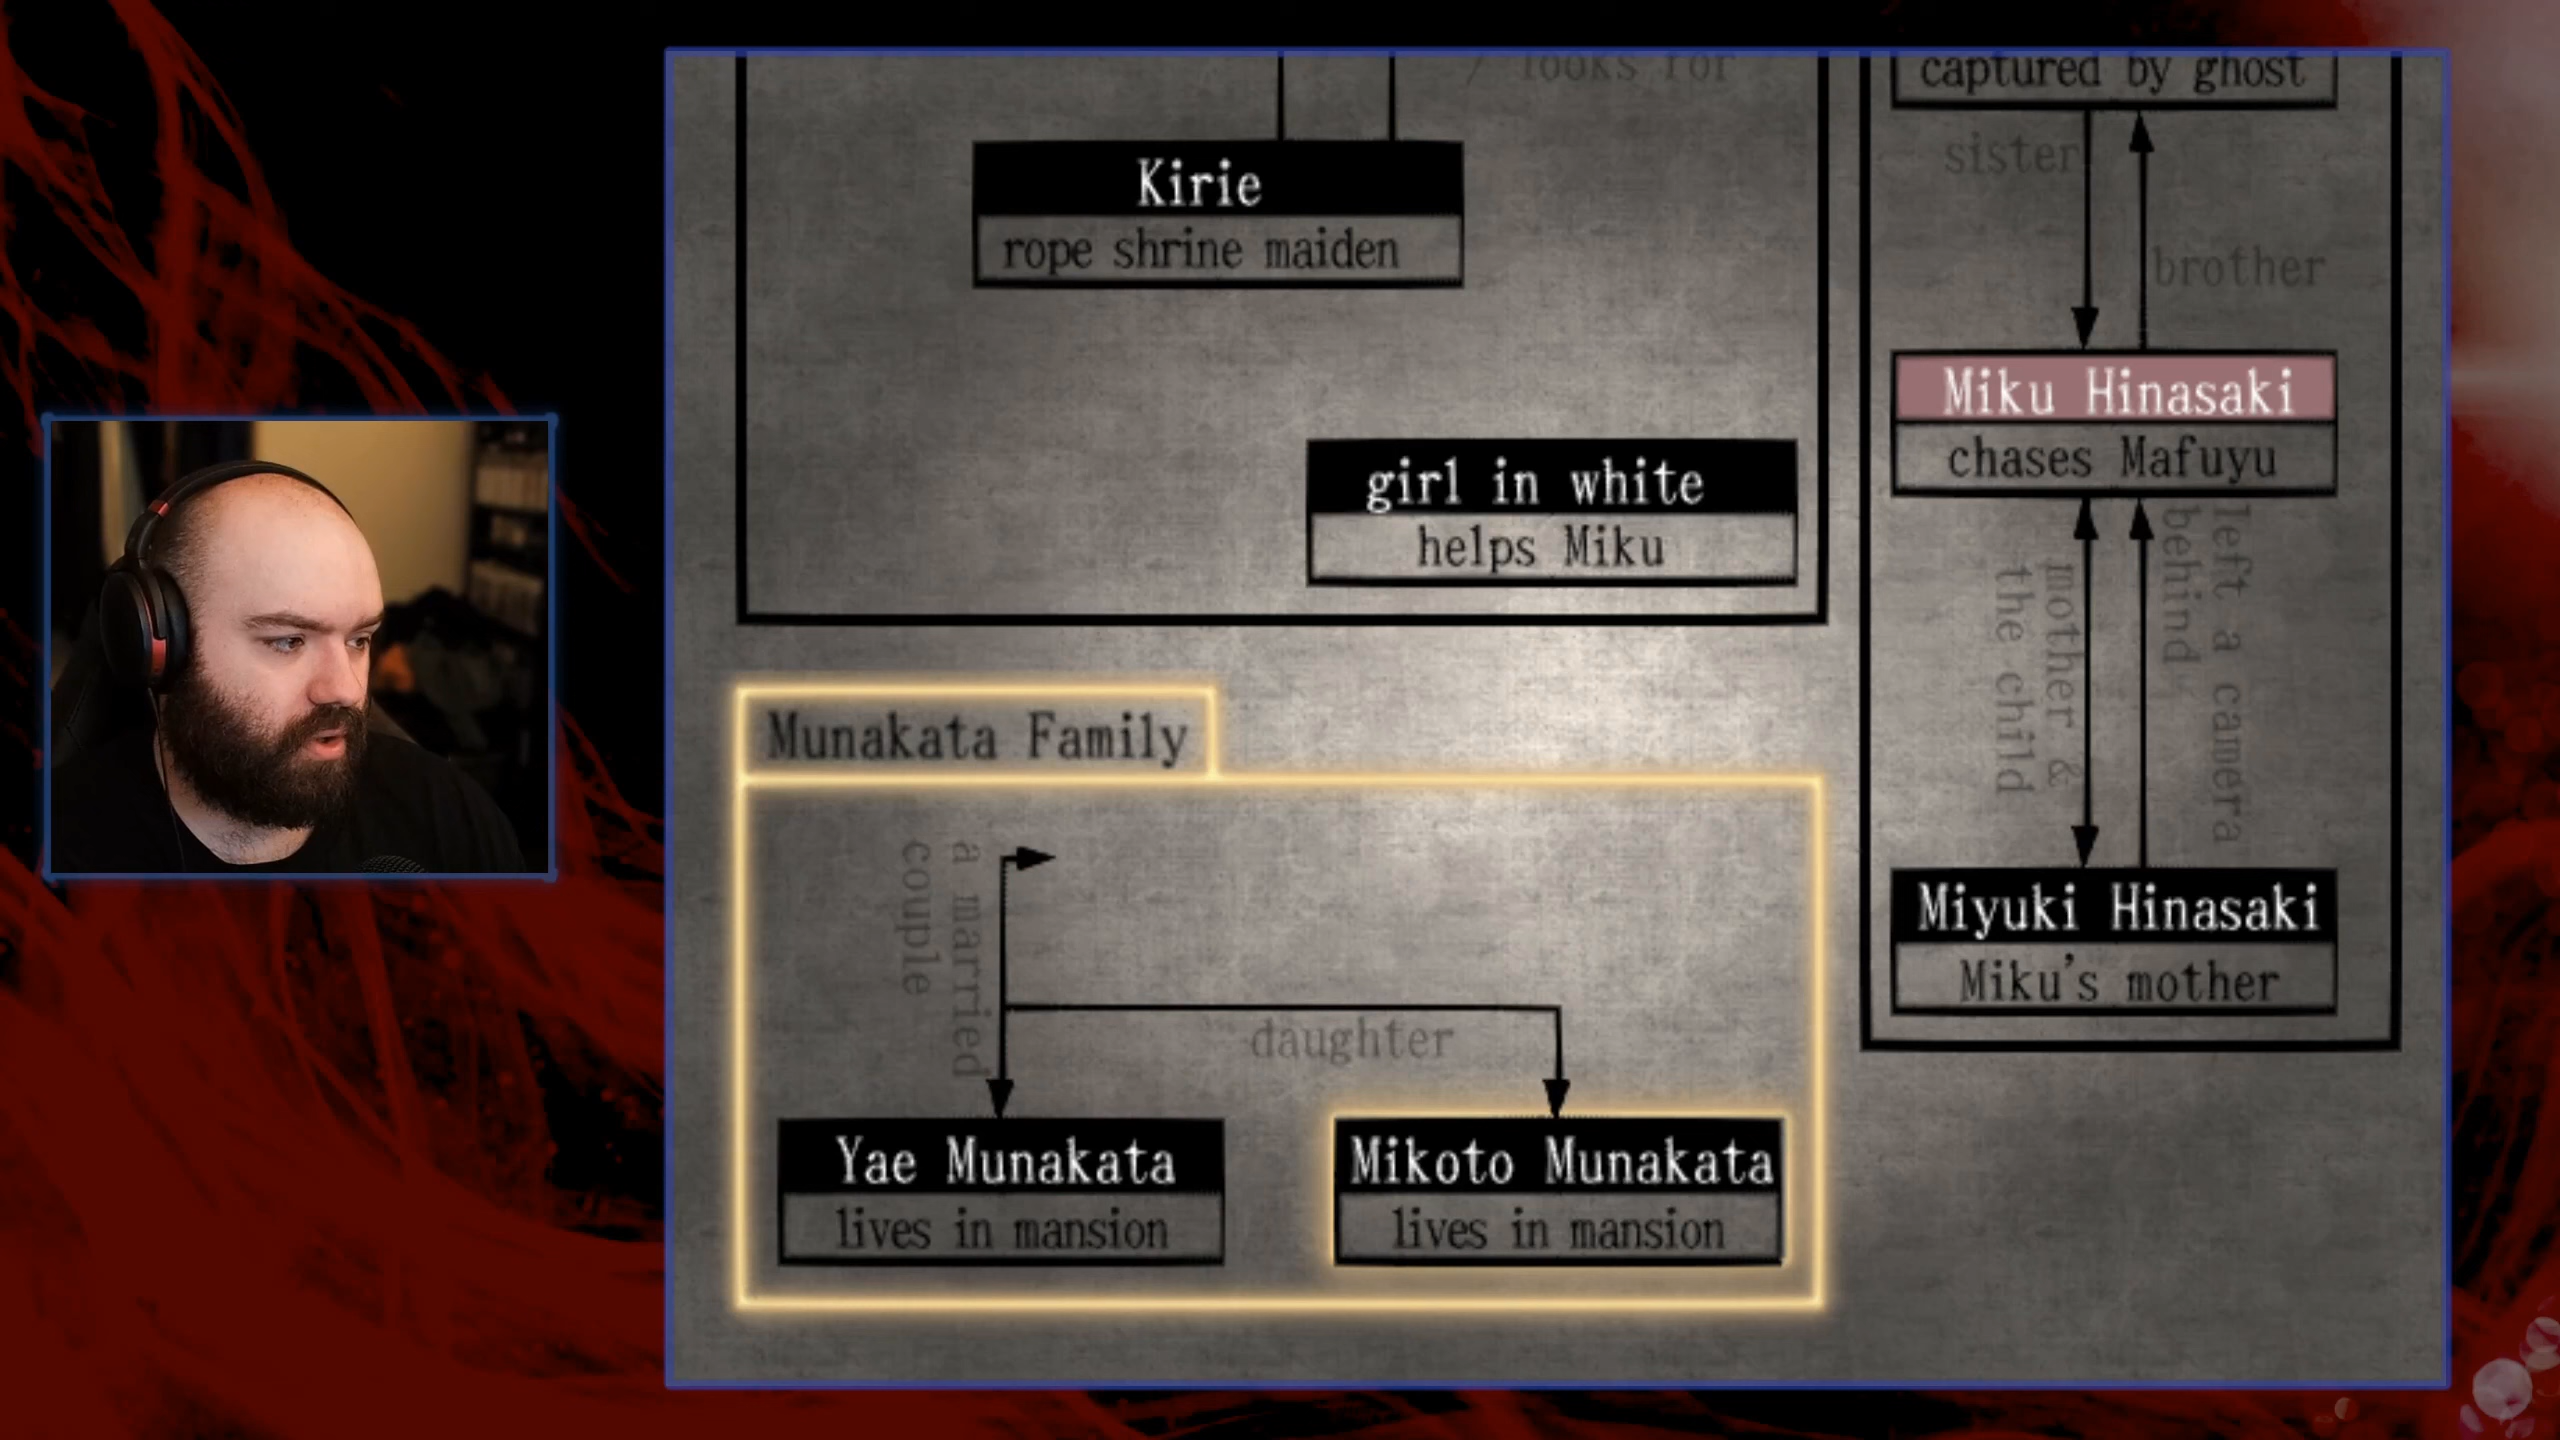 / looks for
captured by ghost
sister
brother
Kirie
rope shrine maiden
Miku Hinasaki
chases Mafuyu
girl in white
helps Miku
mother &
the child
left a camera
behind
Munakata Family
a married
couple
daughter
Miyuki Hinasaki
Miku's mother
Yae Munakata
lives in mansion
Mikoto Munakata
lives in mansion